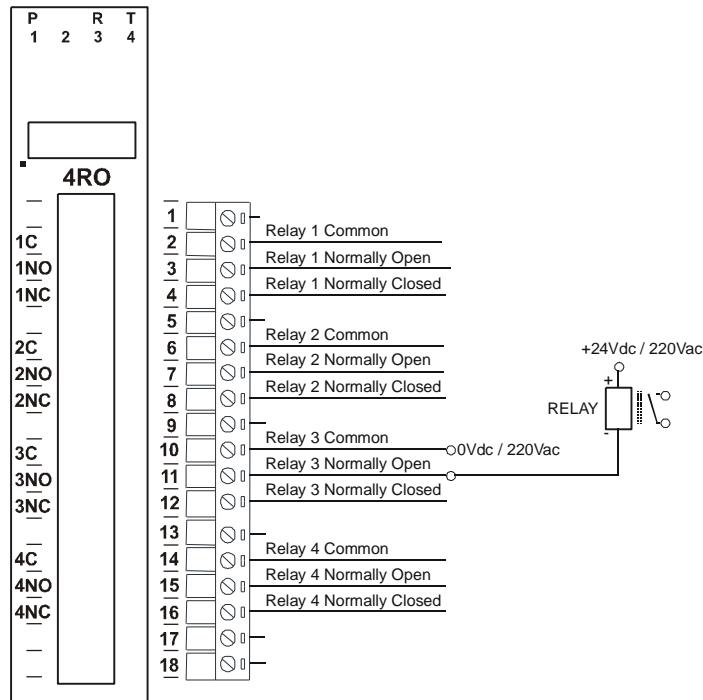 P R T
1 2 3 4
4RO
1C
1NO
1NC
2C
2NO
2NC
3C
3NO
3NC
4C
4NO
4NC
1
2 Relay 1 Common
3 Relay 1 Normally Open
4 Relay 1 Normally Closed
5
6 Relay 2 Common
7 Relay 2 Normally Open
8 Relay 2 Normally Closed
9
10 Relay 3 Common 0Vdc / 220Vac
11 Relay 3 Normally Open
12 Relay 3 Normally Closed
13
14 Relay 4 Common
15 Relay 4 Normally Open
16 Relay 4 Normally Closed
17
18
+24Vdc / 220Vac
+
RELAY
-